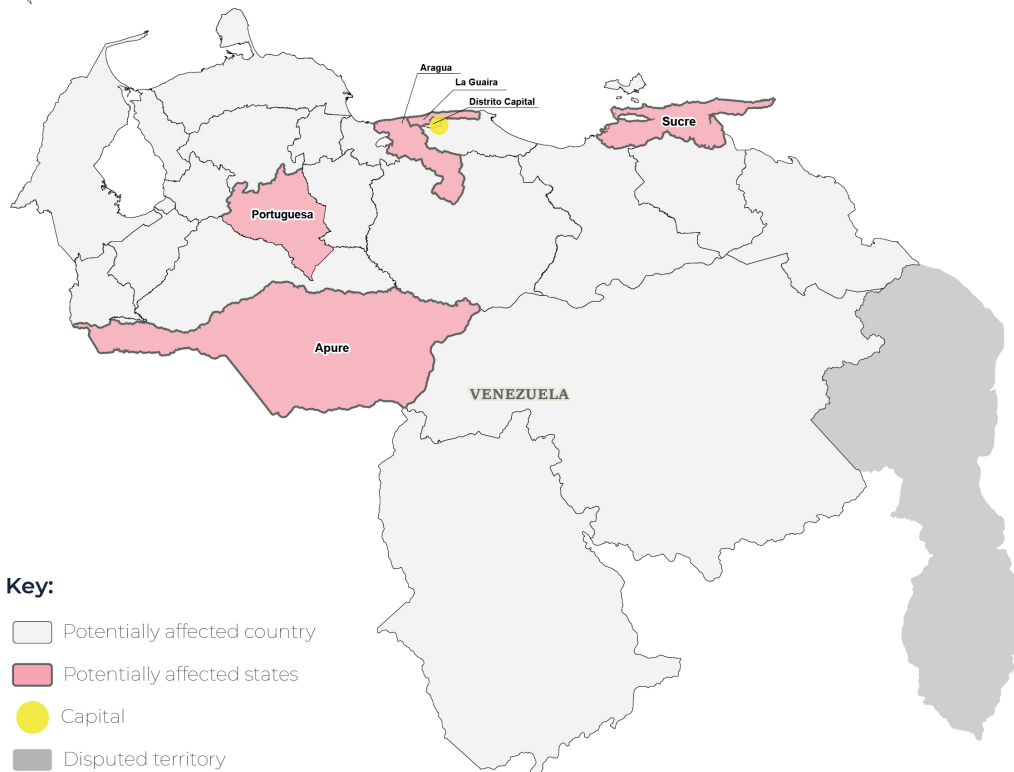 Aragua
La Guaira
Distrito Capital
Sucre
Portuguesa
Apure
VENEZUELA
Key:
Potentially affected country
Potentially affected states
Capital
Disputed territory